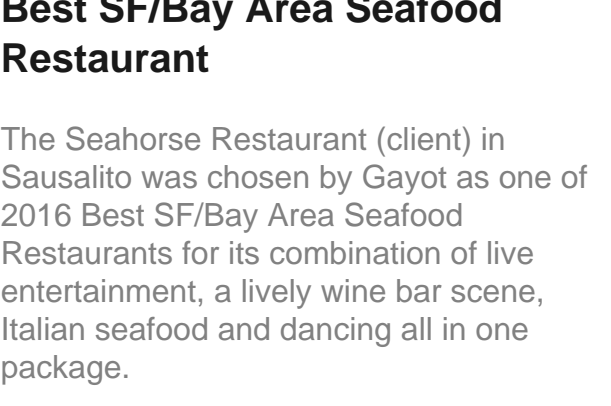 Best SF/Bay Area Seafood
Restaurant
The Seahorse Restaurant (client) in
Sausalito was chosen by Gayot as one of
2016 Best SF/Bay Area Seafood
Restaurants for its combination of live
entertainment, a lively wine bar scene,
Italian seafood and dancing all in one
package.